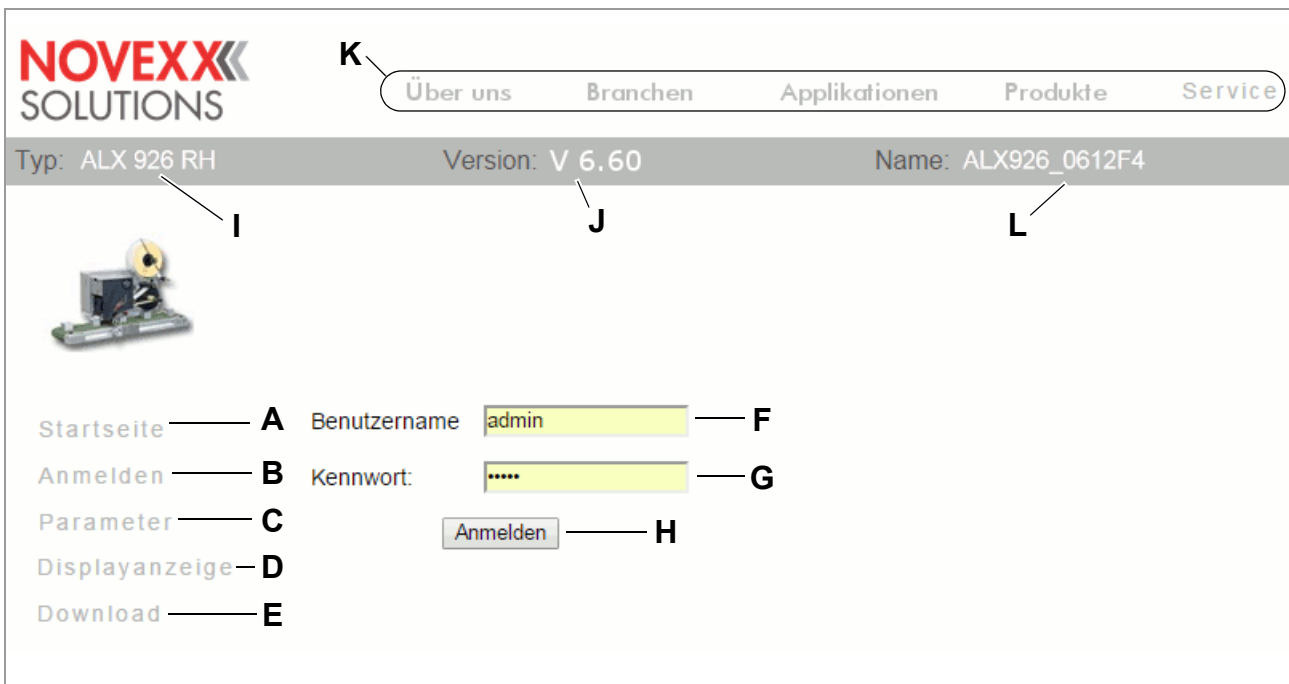 NOVEXX
SOLUTIONS
K
Über uns Branchen Applikationen Produkte Service
Typ: ALX 926 RH Version: V 6.60 Name: ALX926_0612F4
I J L
Startseite A Benutzername admin F
Anmelden B Kennwort: ••••• G
Parameter C Anmelden H
Displayanzeige D
Download E